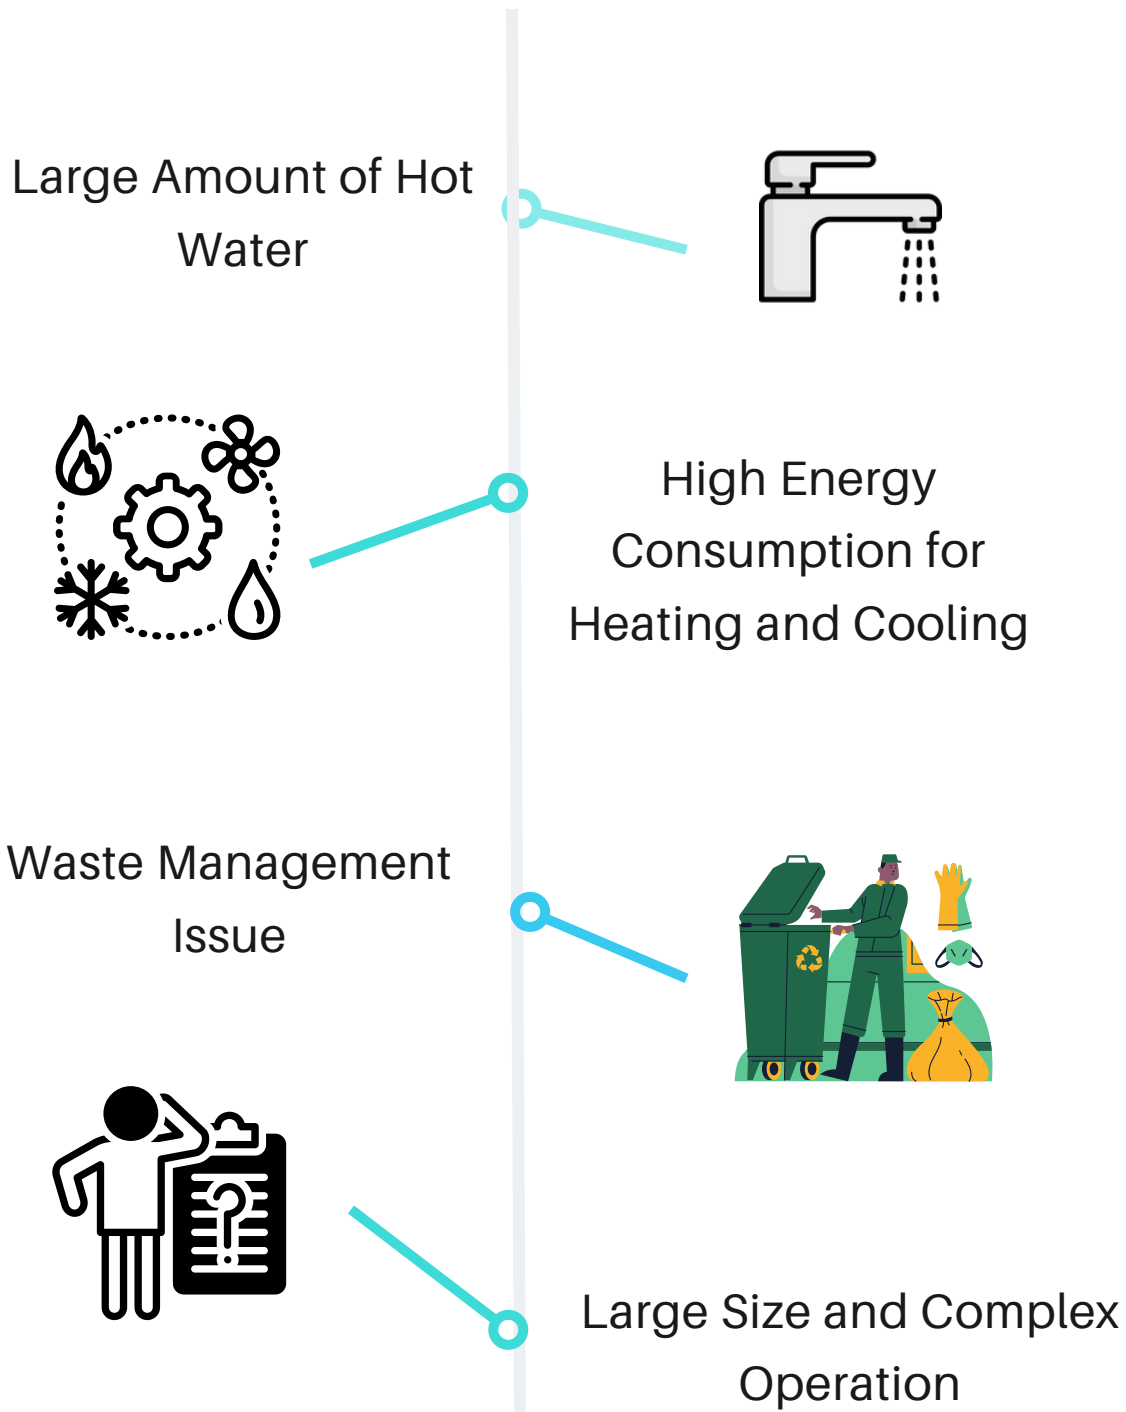 Large Amount of Hot
Water
High Energy
Consumption for
Heating and Cooling
Waste Management
Issue
Large Size and Complex
Operation